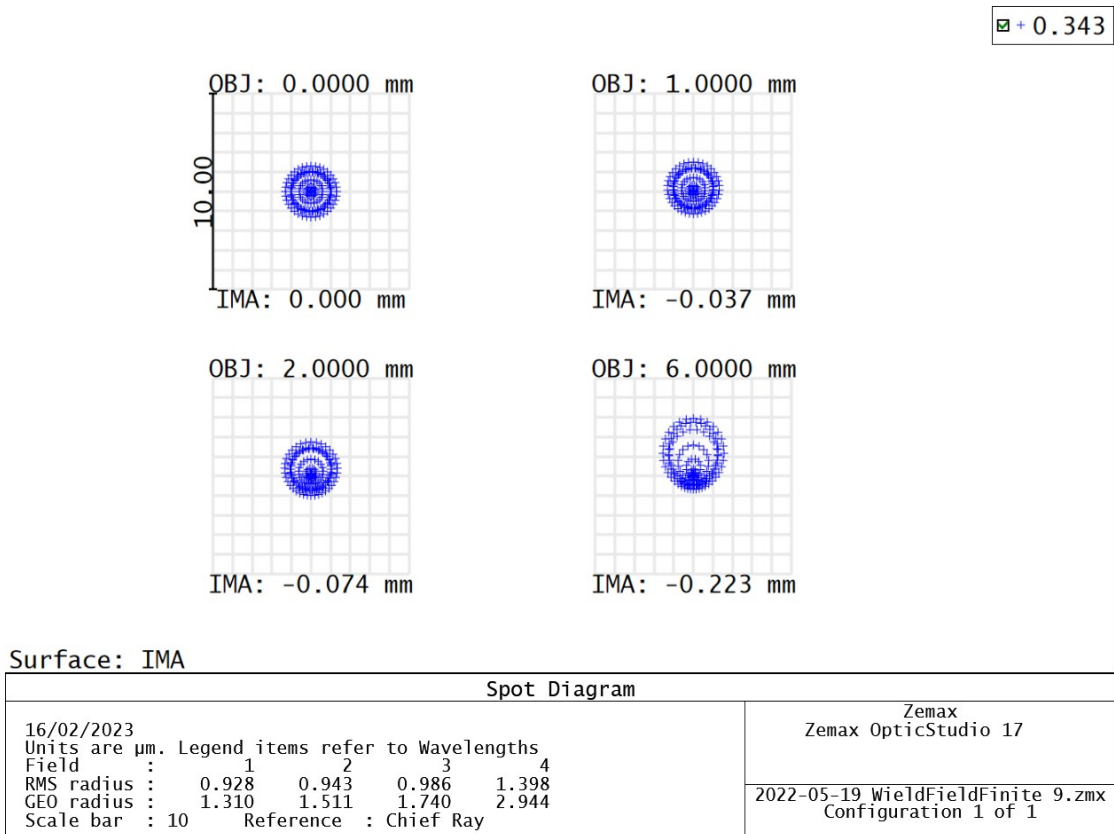 + 0.343
OBJ: 0.0000 mm
OBJ: 1.0000 mm
10.00
IMA: 0.000 mm
IMA: -0.037 mm
OBJ: 2.0000 mm
OBJ: 6.0000 mm
IMA: -0.074 mm
IMA: -0.223 mm
Surface: IMA
Spot Diagram
16/02/2023
Units are µm. Legend items refer to Wavelengths
Field : 1 2 3 4
RMS radius : 0.928 0.943 0.986 1.398
GEO radius : 1.310 1.511 1.740 2.944
Scale bar : 10 Reference : Chief Ray
Zemax
Zemax OpticStudio 17
2022-05-19 WieldFieldFinite 9.zmx
Configuration 1 of 1